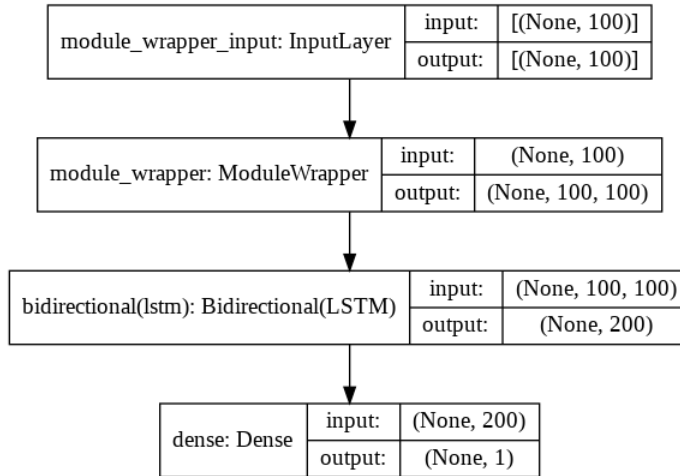 module_wrapper_input: InputLayer
input: [(None, 100)]
output: [(None, 100)]
module_wrapper: ModuleWrapper
input: (None, 100)
output: (None, 100, 100)
bidirectional(lstm): Bidirectional(LSTM)
input: (None, 100, 100)
output: (None, 200)
dense: Dense
input: (None, 200)
output: (None, 1)